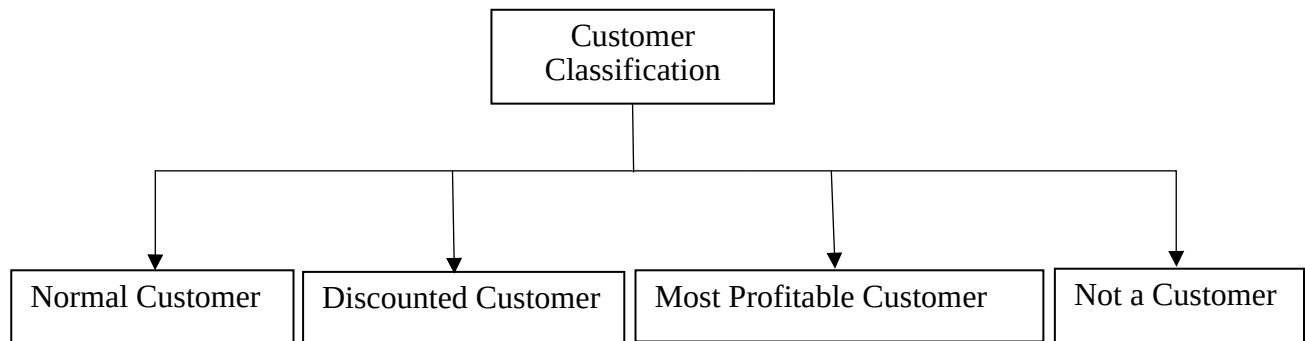 Customer
Classification
Normal Customer
Discounted Customer
Most Profitable Customer
Not a Customer